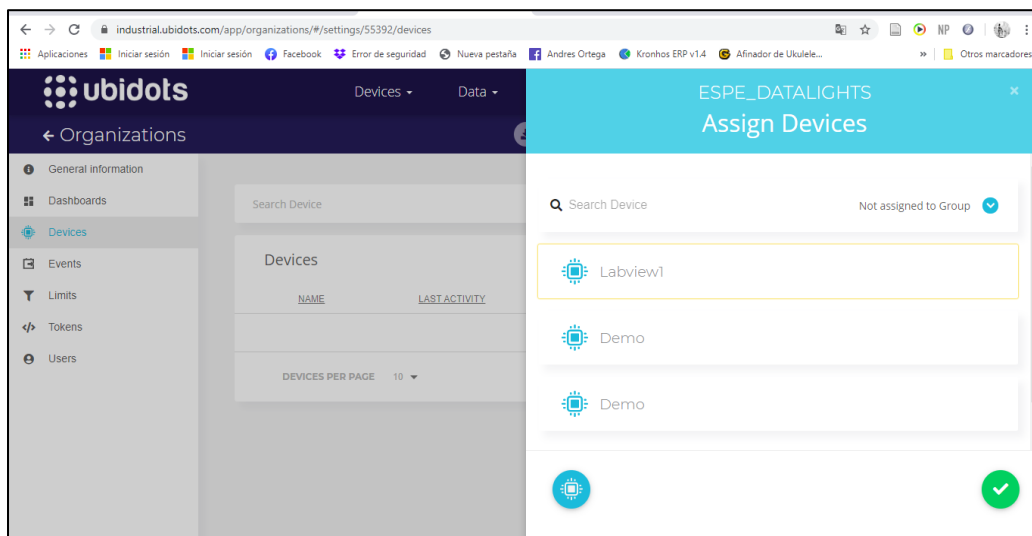 industrial.ubidots.com/app/organizations/#/settings/55392/devices
NP
Aplicaciones Iniciar sesión Iniciar sesión Facebook Error de seguridad Nueva pestaña Andres Ortega Kronhos ERP v1.4 Afinador de Ukulele... » Otros marcadores
ubidots Devices Data
Organizations
General information
Dashboards
Devices
Events
Limits
Tokens
Users
Search Device
Devices
NAME LAST ACTIVITY
DEVICES PER PAGE 10
ESPE_DATALIGHTS ×
Assign Devices
Search Device Not assigned to Group
Labview1
Demo
Demo